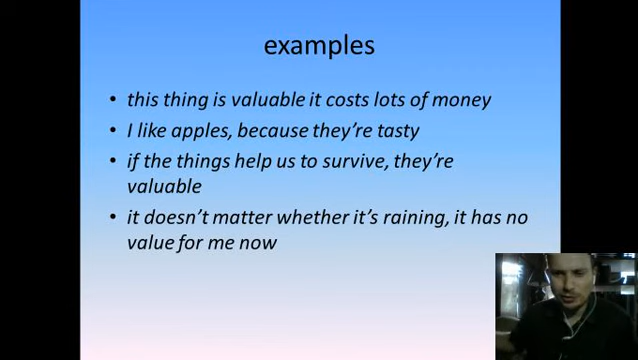 examples
• this thing is valuable it costs lots of money
• I like apples, because they're tasty
• if the things help us to survive, they're
valuable
• it doesn't matter whether it's raining, it has no
value for me now